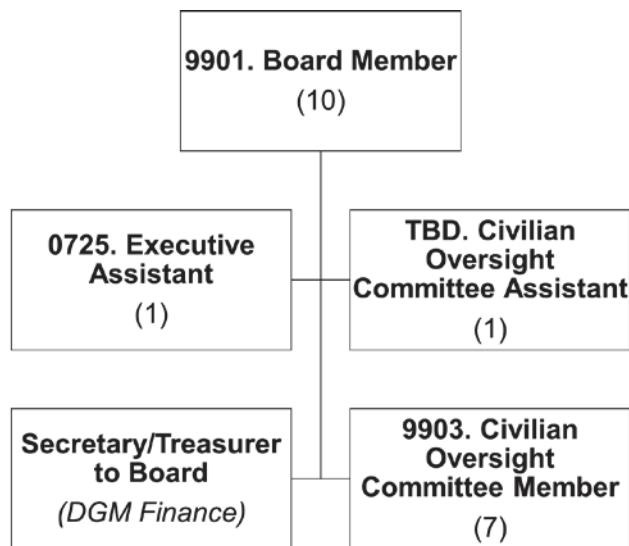 9901. Board Member
(10)
0725. Executive
Assistant
(1)
TBD. Civilian
Oversight
Committee Assistant
(1)
Secretary/Treasurer
to Board
(DGM Finance)
9903. Civilian
Oversight
Committee Member
(7)